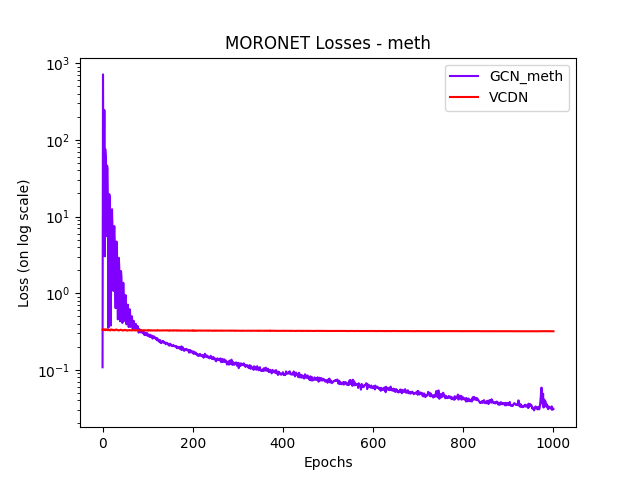 MORONET Losses - meth
GCN_meth
VCDN
Loss (on log scale)
10³
10²
10¹
10⁰
10⁻¹
0 200 400 600 800 1000
Epochs